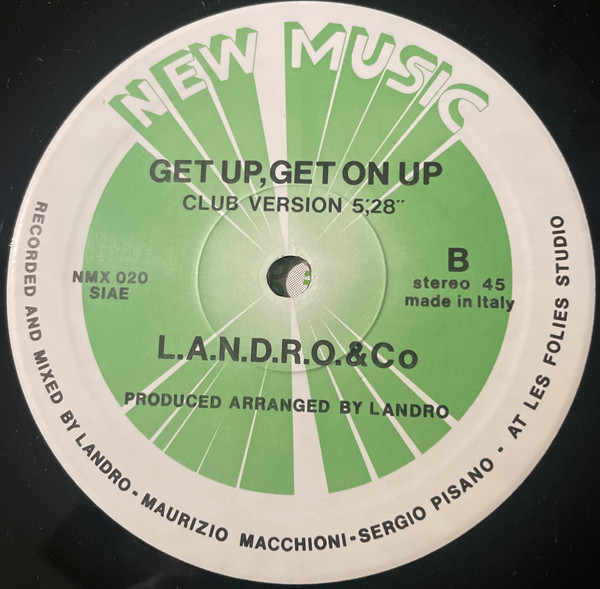 NEW MUSIC
GET UP, GET ON UP
CLUB VERSION 5;28"
NMX 020
SIAE
B
stereo 45
made in Italy
L.A.N.D.R.O.&Co
PRODUCED ARRANGED BY LANDRO
RECORDED AND MIXED BY LANDRO-MAURIZIO MACCHIONI-SERGIO PISANO - AT LES FOLIES STUDIO